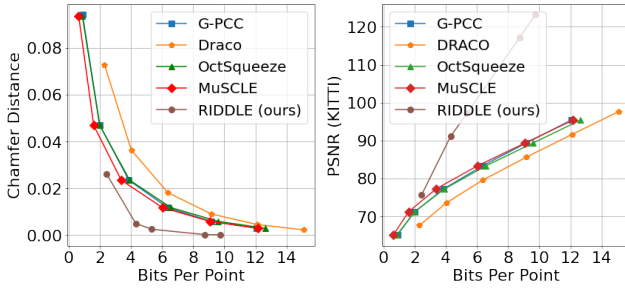 G-PCC
Draco
OctSqueeze
MuSCLE
RIDDLE (ours)
Chamfer Distance
0.08
0.06
0.04
0.02
0.00
0 2 4 6 8 10 12 14
Bits Per Point
G-PCC
DRACO
OctSqueeze
MuSCLE
RIDDLE (ours)
PSNR (KITTI)
120
110
100
90
80
70
0 2 4 6 8 10 12 14
Bits Per Point